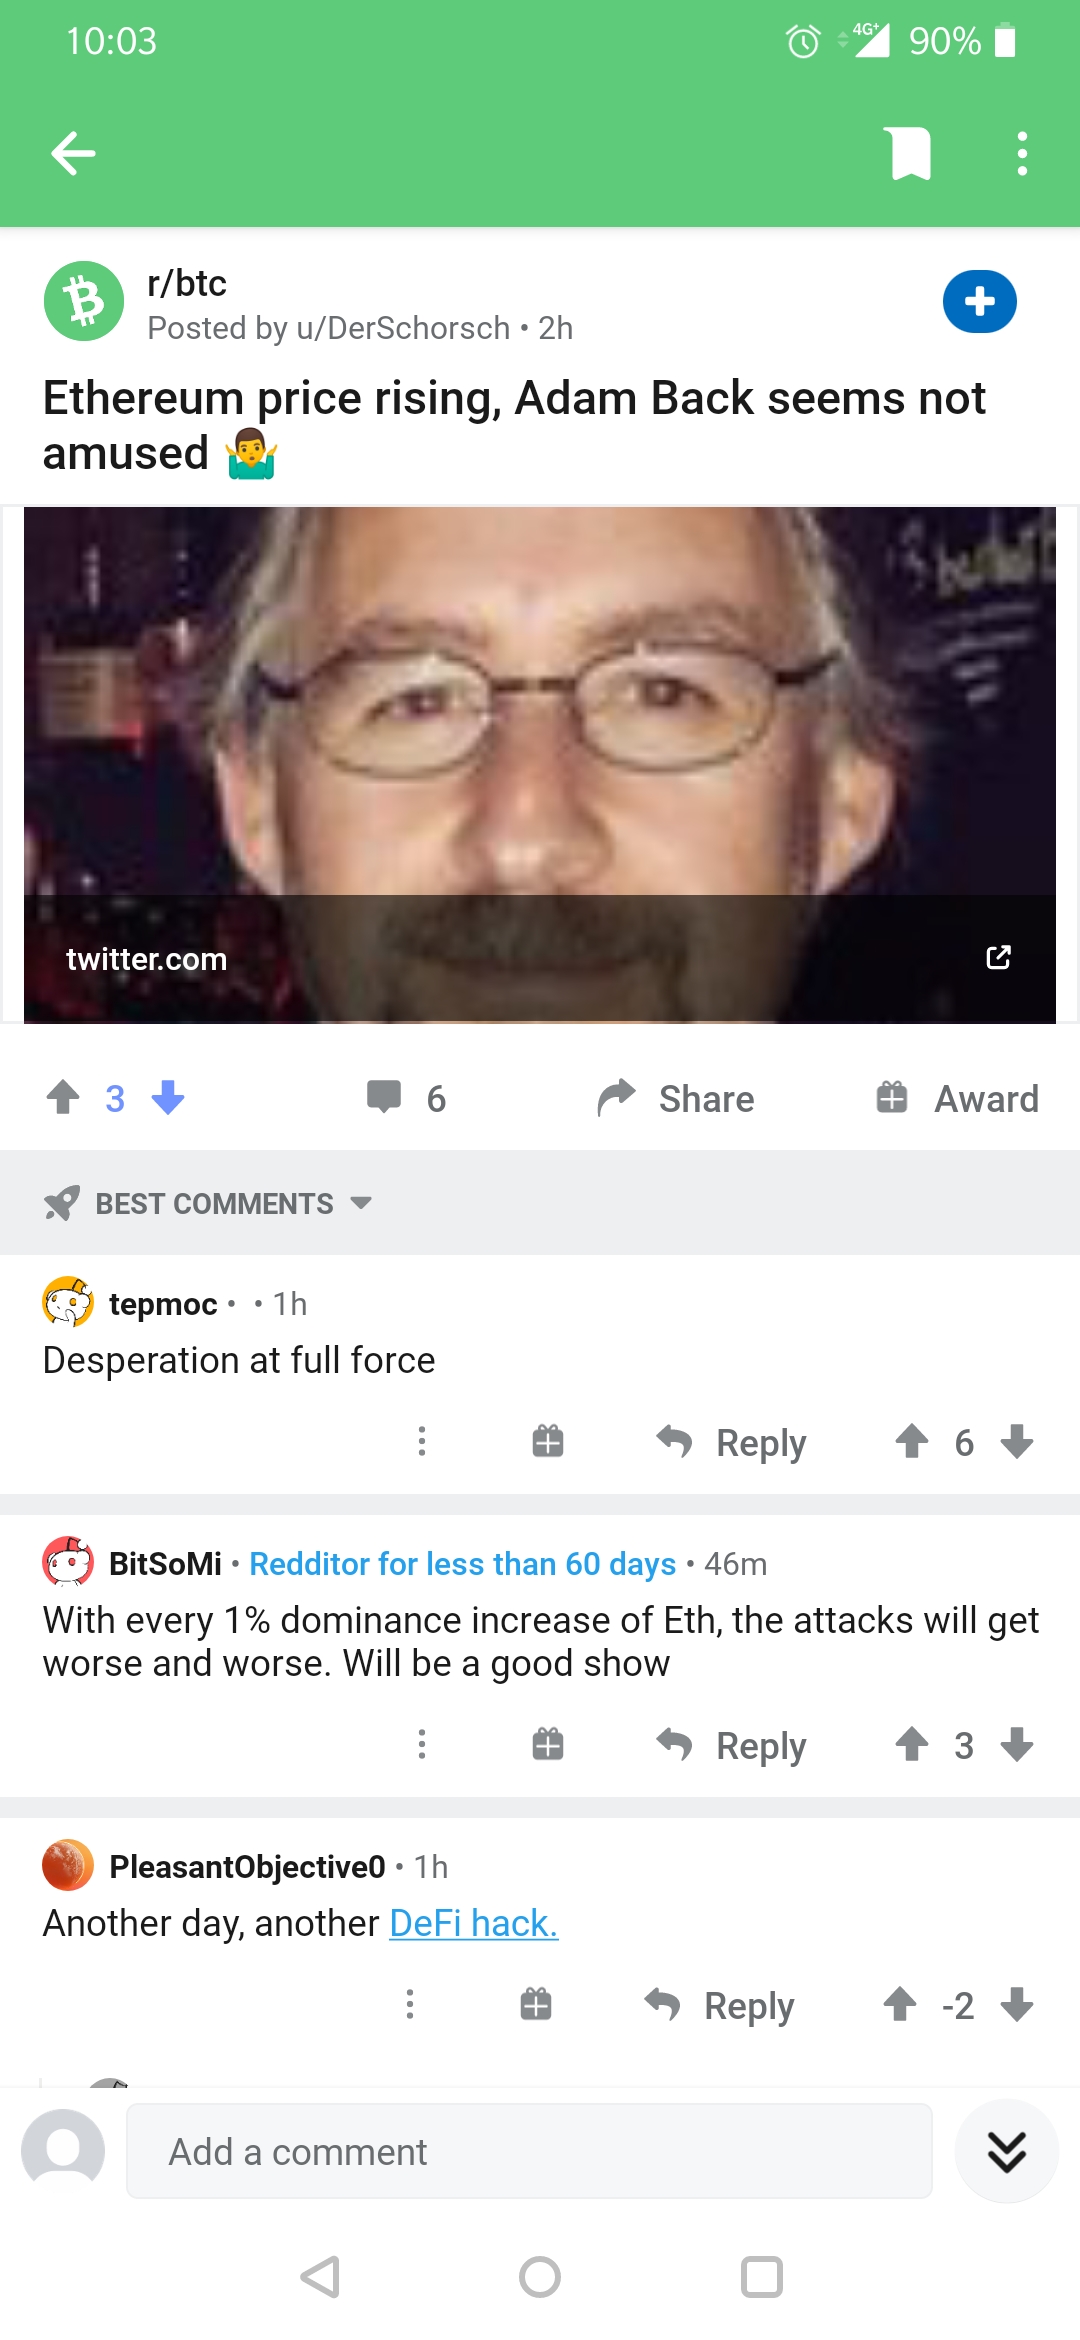 10:03
4G+ 90%
r/btc
Posted by u/DerSchorsch • 2h
Ethereum price rising, Adam Back seems not
amused 🤷‍♂️
twitter.com
3 6 Share Award
BEST COMMENTS
tepmoc • • 1h
Desperation at full force
Reply 6
BitSoMi • Redditor for less than 60 days • 46m
With every 1% dominance increase of Eth, the attacks will get
worse and worse. Will be a good show
Reply 3
PleasantObjective0 • 1h
Another day, another DeFi hack.
Reply -2
Add a comment